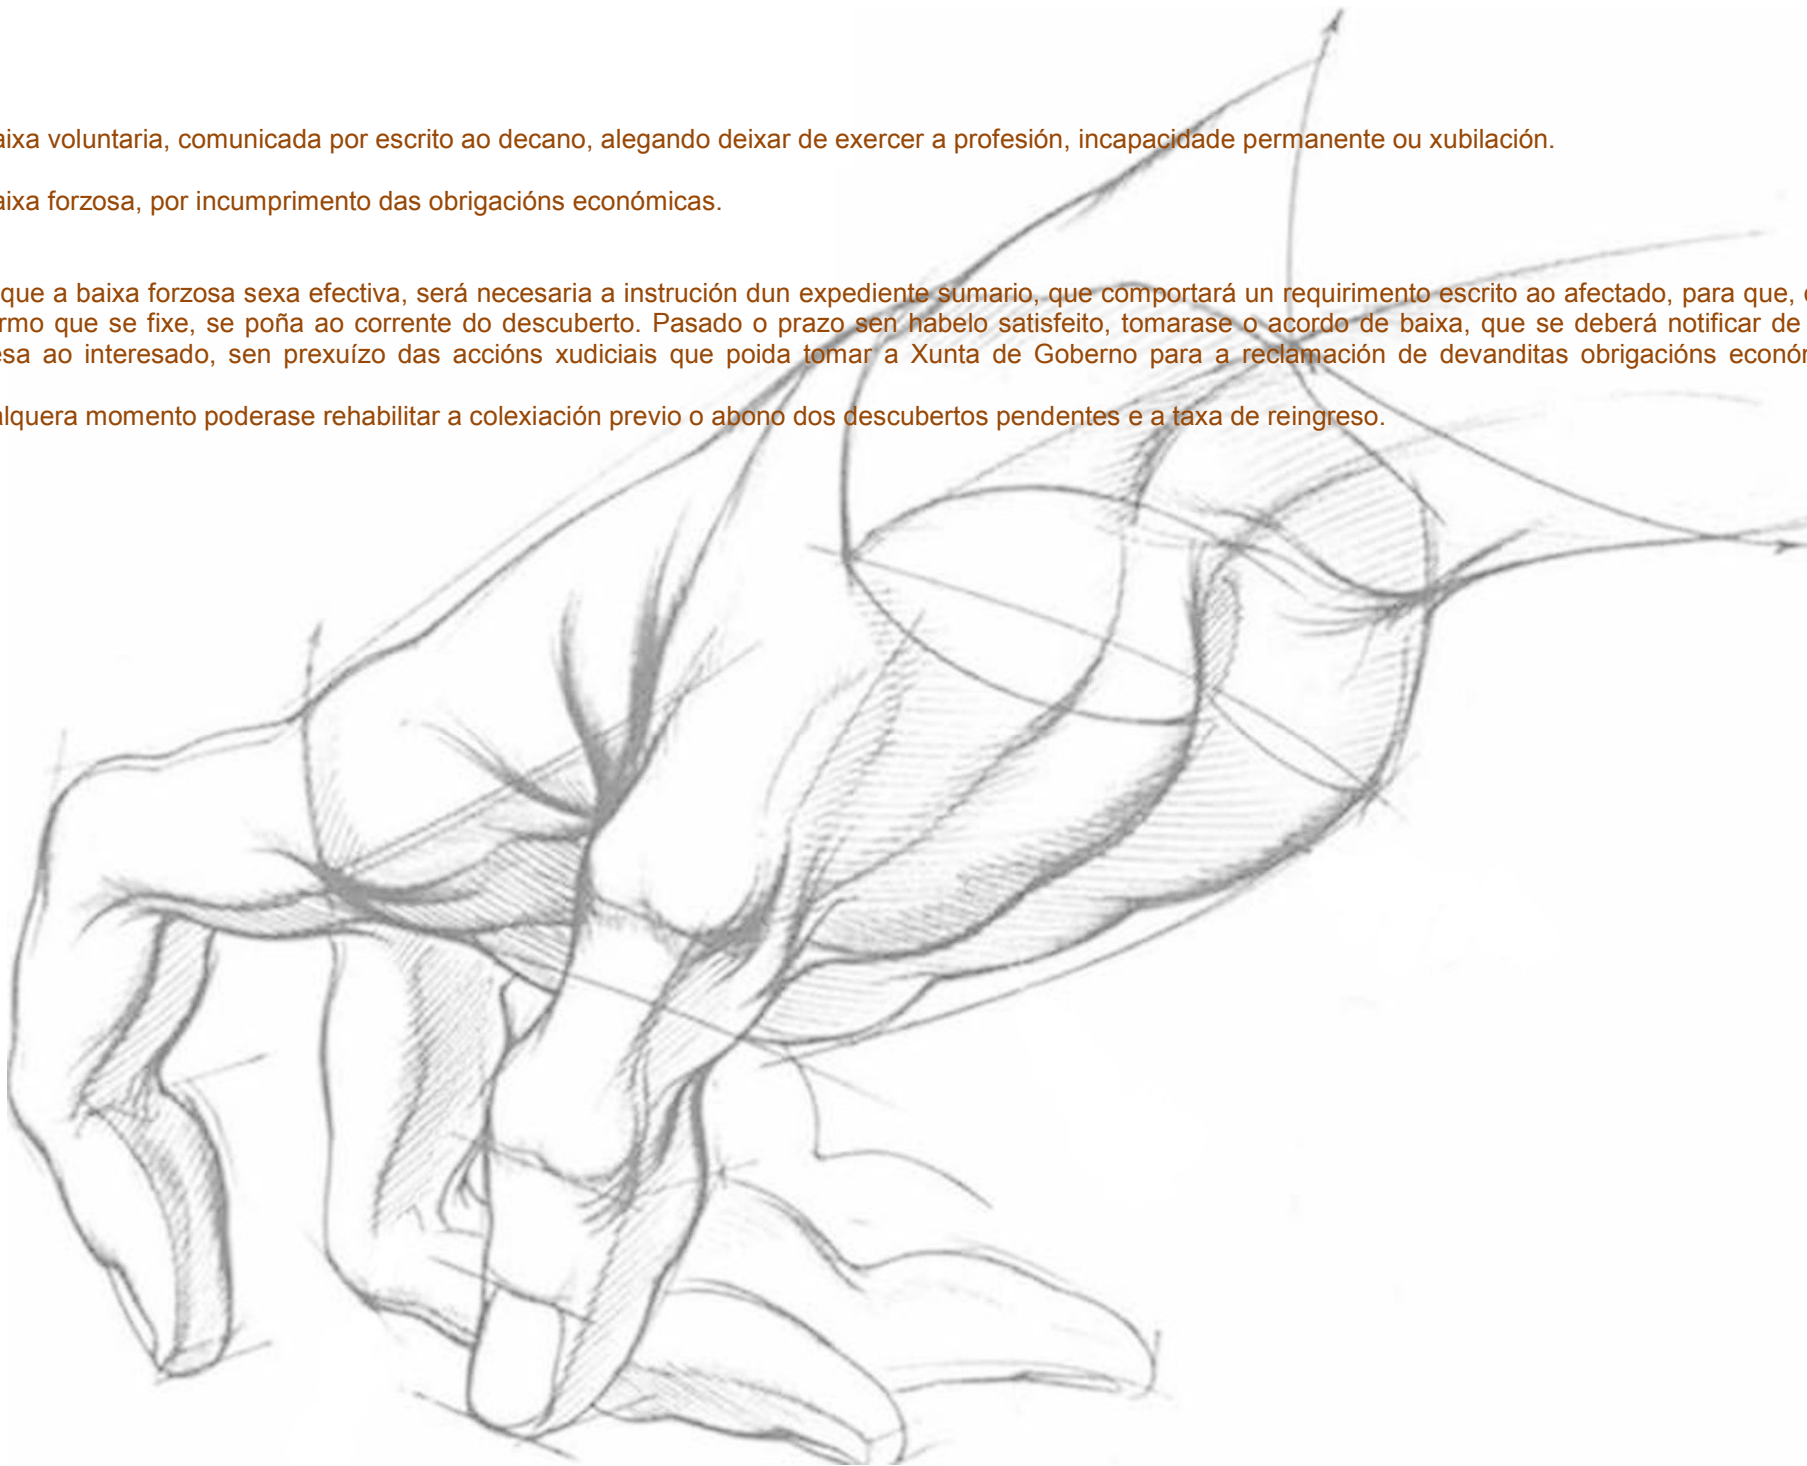 aixa voluntaria, comunicada por escrito ao decano, alegando deixar de exercer a profesión, incapacidade permanente ou xubilación.
aixa forzosa, por incumprimento das obrigacións económicas.
que a baixa forzosa sexa efectiva, será necesaria a instrución dun expediente sumario, que comportará un requirimento escrito ao afectado, para que,
rmo que se fixe, se poña ao corrente do descuberto. Pasado o prazo sen habelo satisfeito, tomarase o acordo de baixa, que se deberá notificar de
esa ao interesado, sen prexuízo das accións xudiciais que poida tomar a Xunta de Goberno para a reclamación de devanditas obrigacións econó
lquera momento poderase rehabilitar a colexiación previo o abono dos descubertos pendentes e a taxa de reingreso.